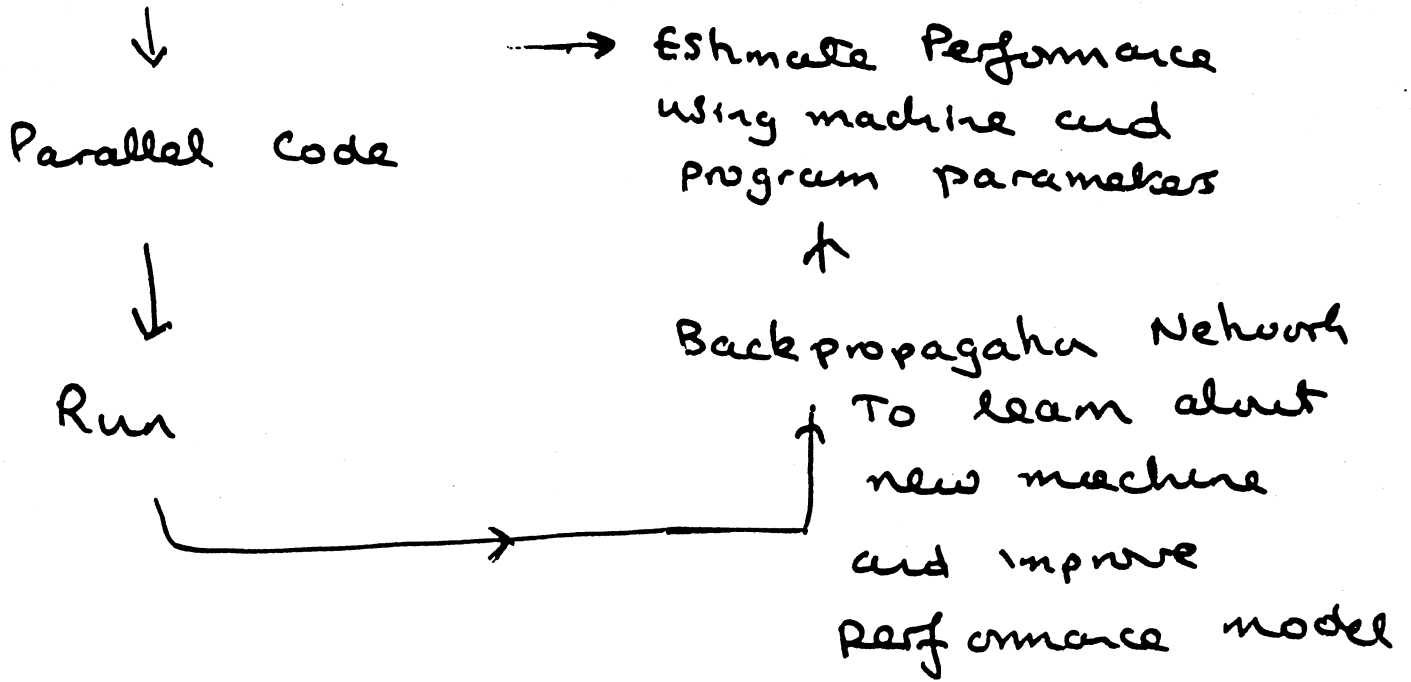 Parallel Code
Run
Estimate Performance
using machine and
program parameters
Backpropagation Network
To learn about
new machine
and improve
performance model